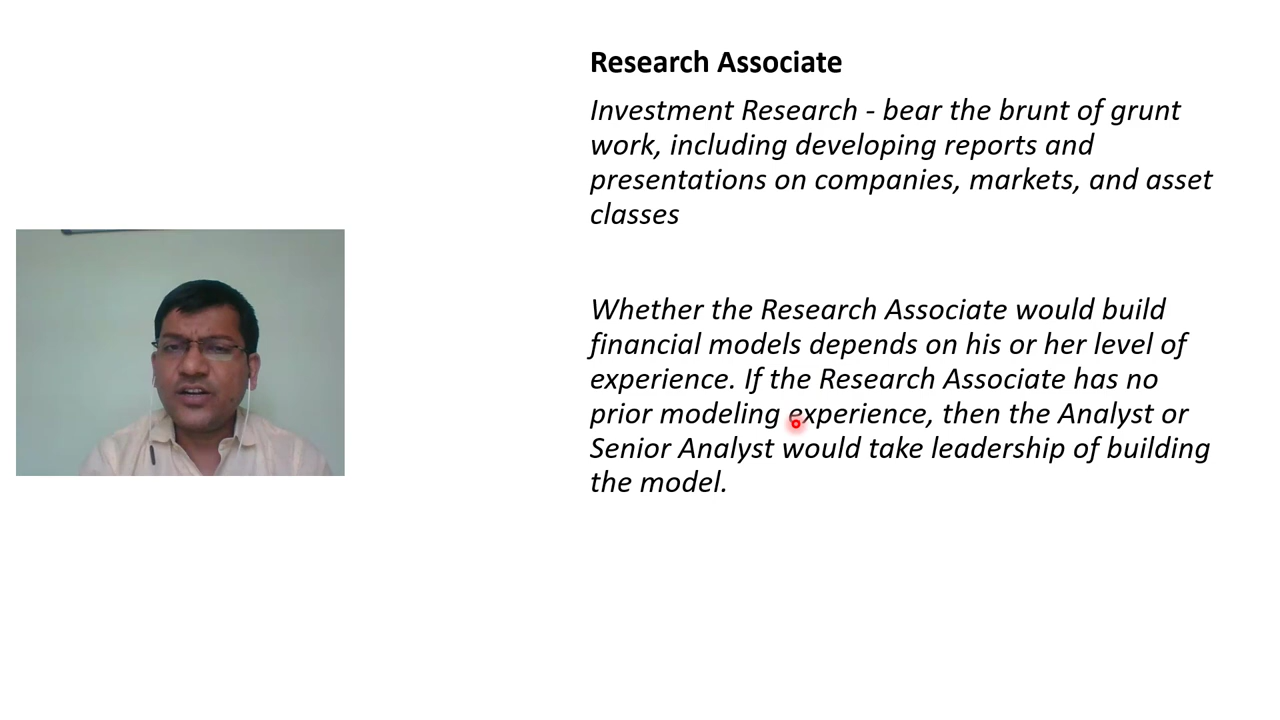 Research Associate
Investment Research - bear the brunt of grunt
work, including developing reports and
presentations on companies, markets, and asset
classes
Whether the Research Associate would build
financial models depends on his or her level of
experience. If the Research Associate has no
prior modeling experience, then the Analyst or
Senior Analyst would take leadership of building
the model.